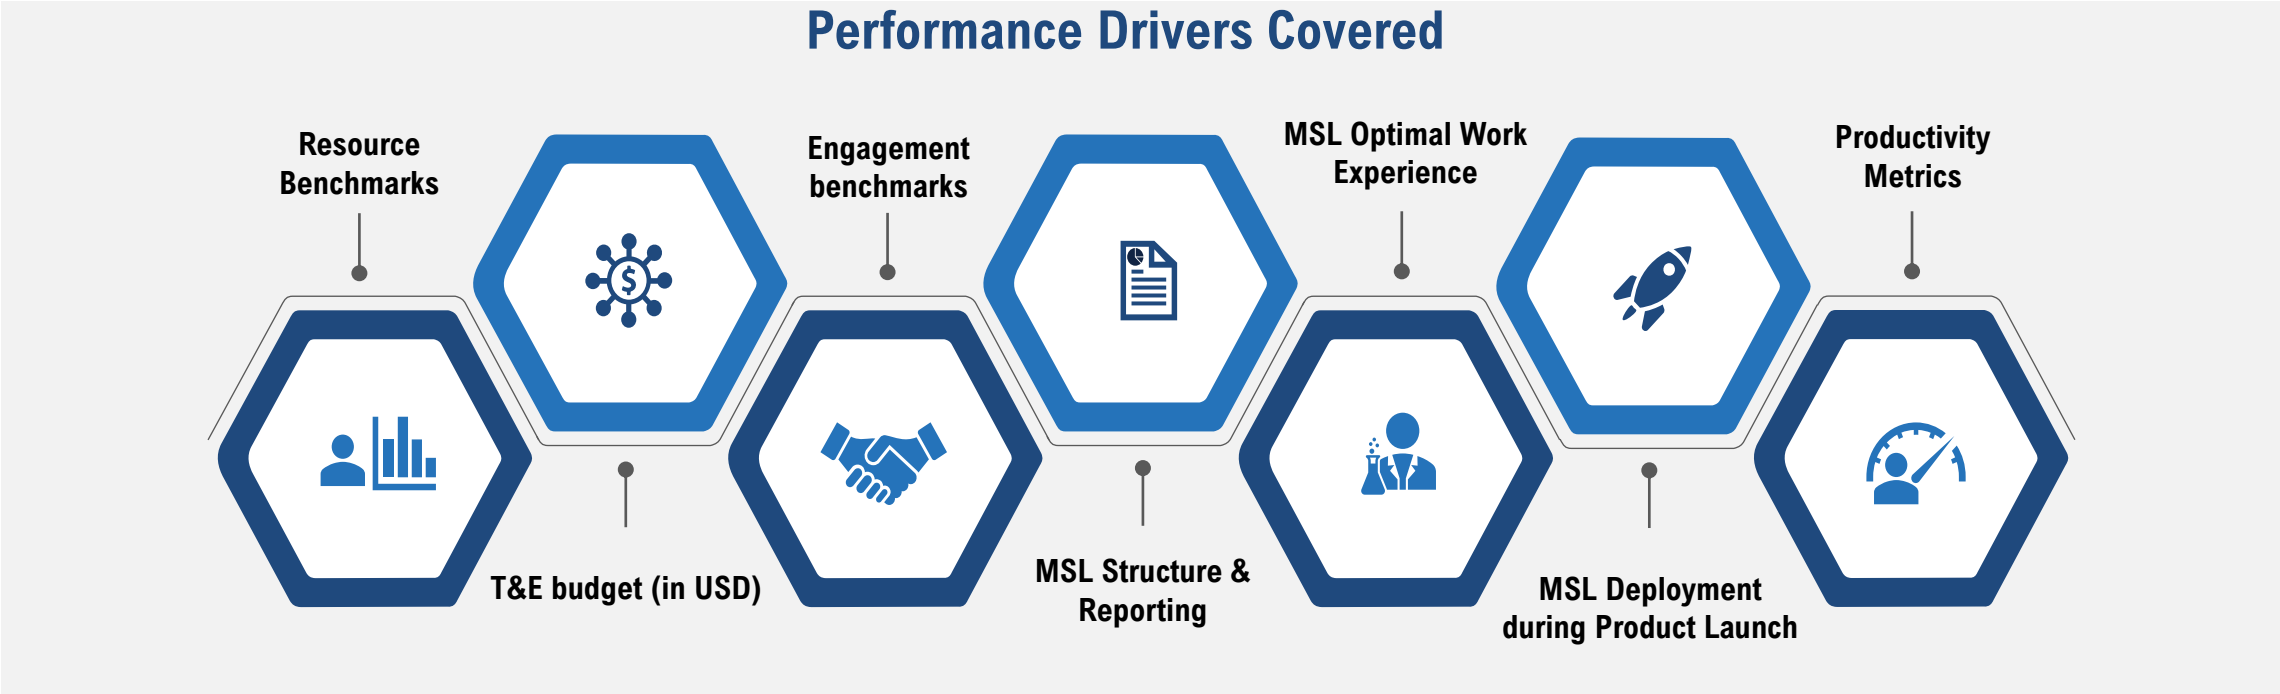 Performance Drivers Covered
Resource
Benchmarks
$
T&E budget (in USD)
Engagement
benchmarks
MSL Structure &
Reporting
MSL Optimal Work
Experience
MSL Deployment
during Product Launch
Productivity
Metrics